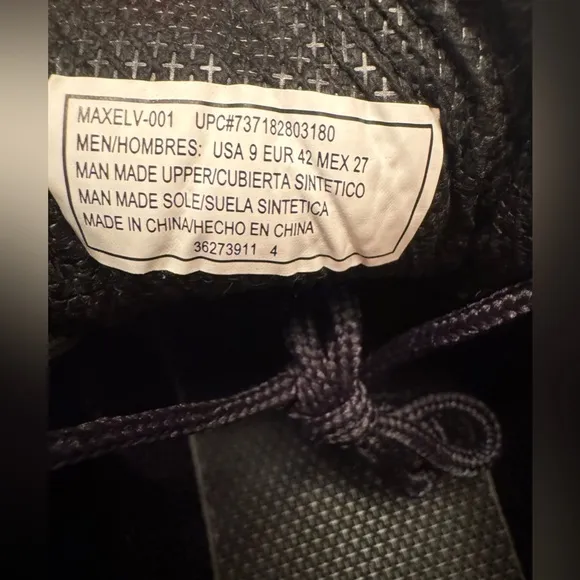 MAXELV-001 UPC#737182803180
MEN/HOMBRES: USA 9 EUR 42 MEX 27
MAN MADE UPPER/CUBIERTA SINTETICO
MAN MADE SOLE/SUELA SINTETICA
MADE IN CHINA/HECHO EN CHINA
36273911 4